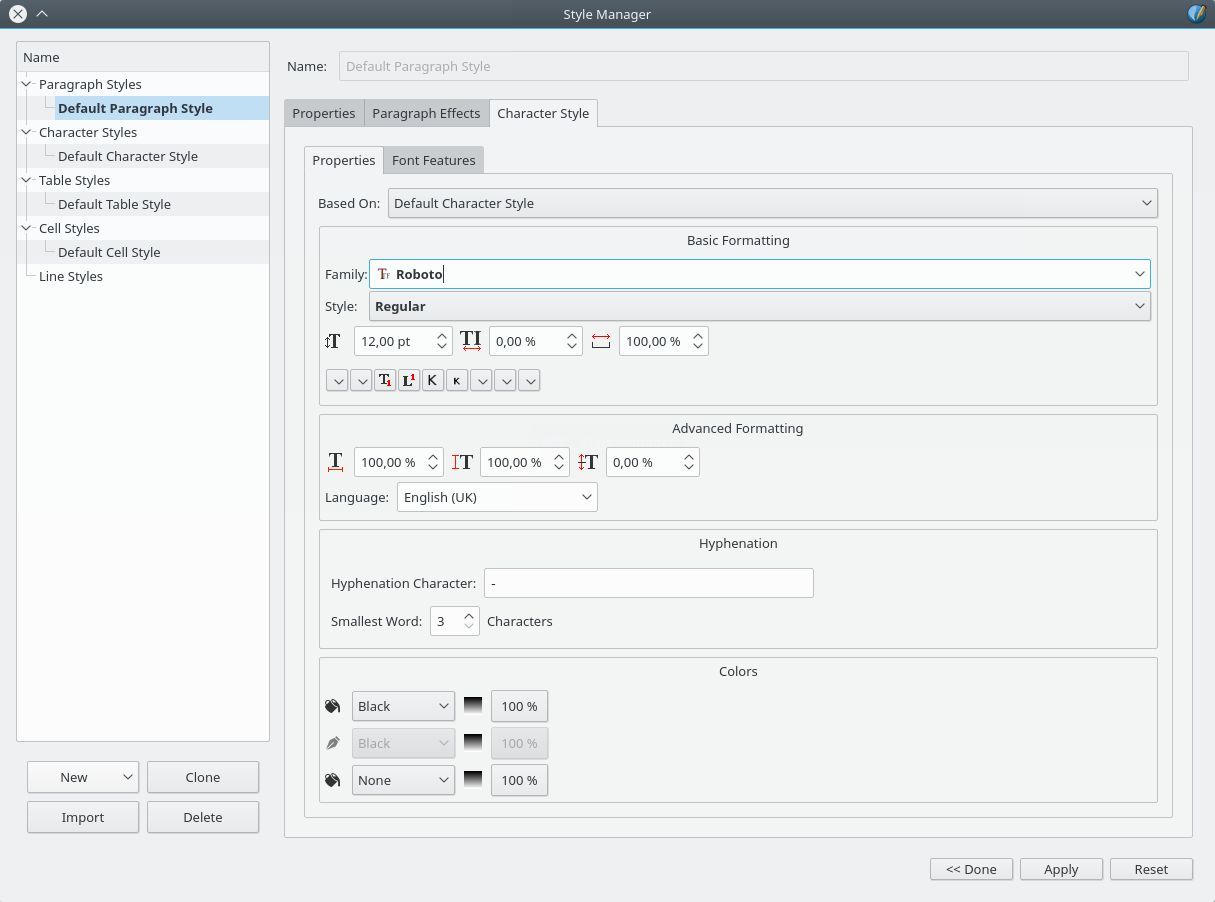 Style Manager
Name
Paragraph Styles
Default Paragraph Style
Character Styles
Default Character Style
Table Styles
Default Table Style
Cell Styles
Default Cell Style
Line Styles
New
Clone
Import
Delete
Name: Default Paragraph Style
Properties Paragraph Effects Character Style
Properties Font Features
Based On: Default Character Style
Basic Formatting
Family: Roboto
Style: Regular
12,00 pt 0,00 % 100,00 %
Advanced Formatting
100,00 % 100,00 % 0,00 %
Language: English (UK)
Hyphenation
Hyphenation Character: -
Smallest Word: 3 Characters
Colors
Black 100 %
Black 100 %
None 100 %
<< Done Apply Reset